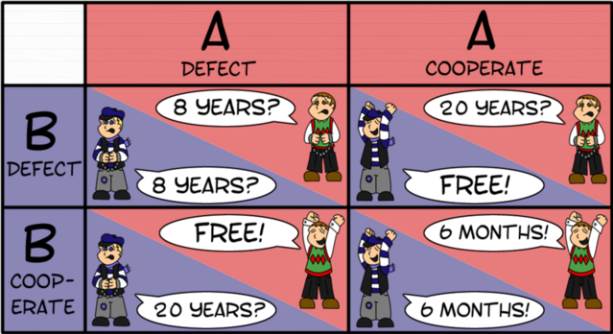 A
DEFECT
A
COOPERATE
B
DEFECT
8 YEARS?
8 YEARS?
20 YEARS?
FREE!
B
COOP-
ERATE
FREE!
20 YEARS?
6 MONTHS!
6 MONTHS!